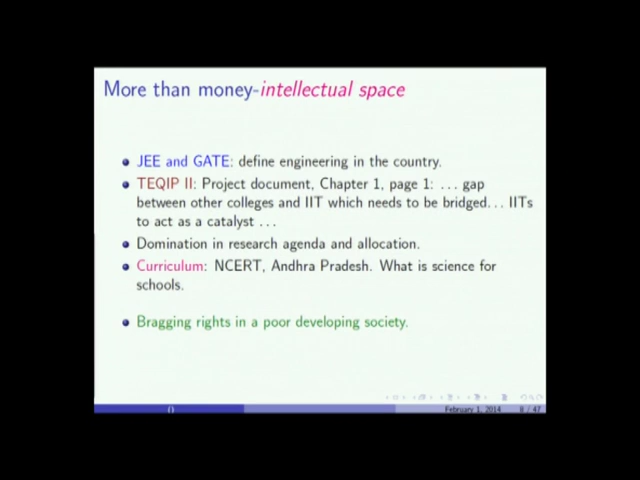 More than money-intellectual space
JEE and GATE: define engineering in the country.
TEQIP II: Project document, Chapter 1, page 1: ... gap
between other colleges and IIT which needs to be bridged... IITs
to act as a catalyst ...
Domination in research agenda and allocation.
Curriculum: NCERT, Andhra Pradesh. What is science for
schools.
Bragging rights in a poor developing society.
() February 1, 2014 8 / 47